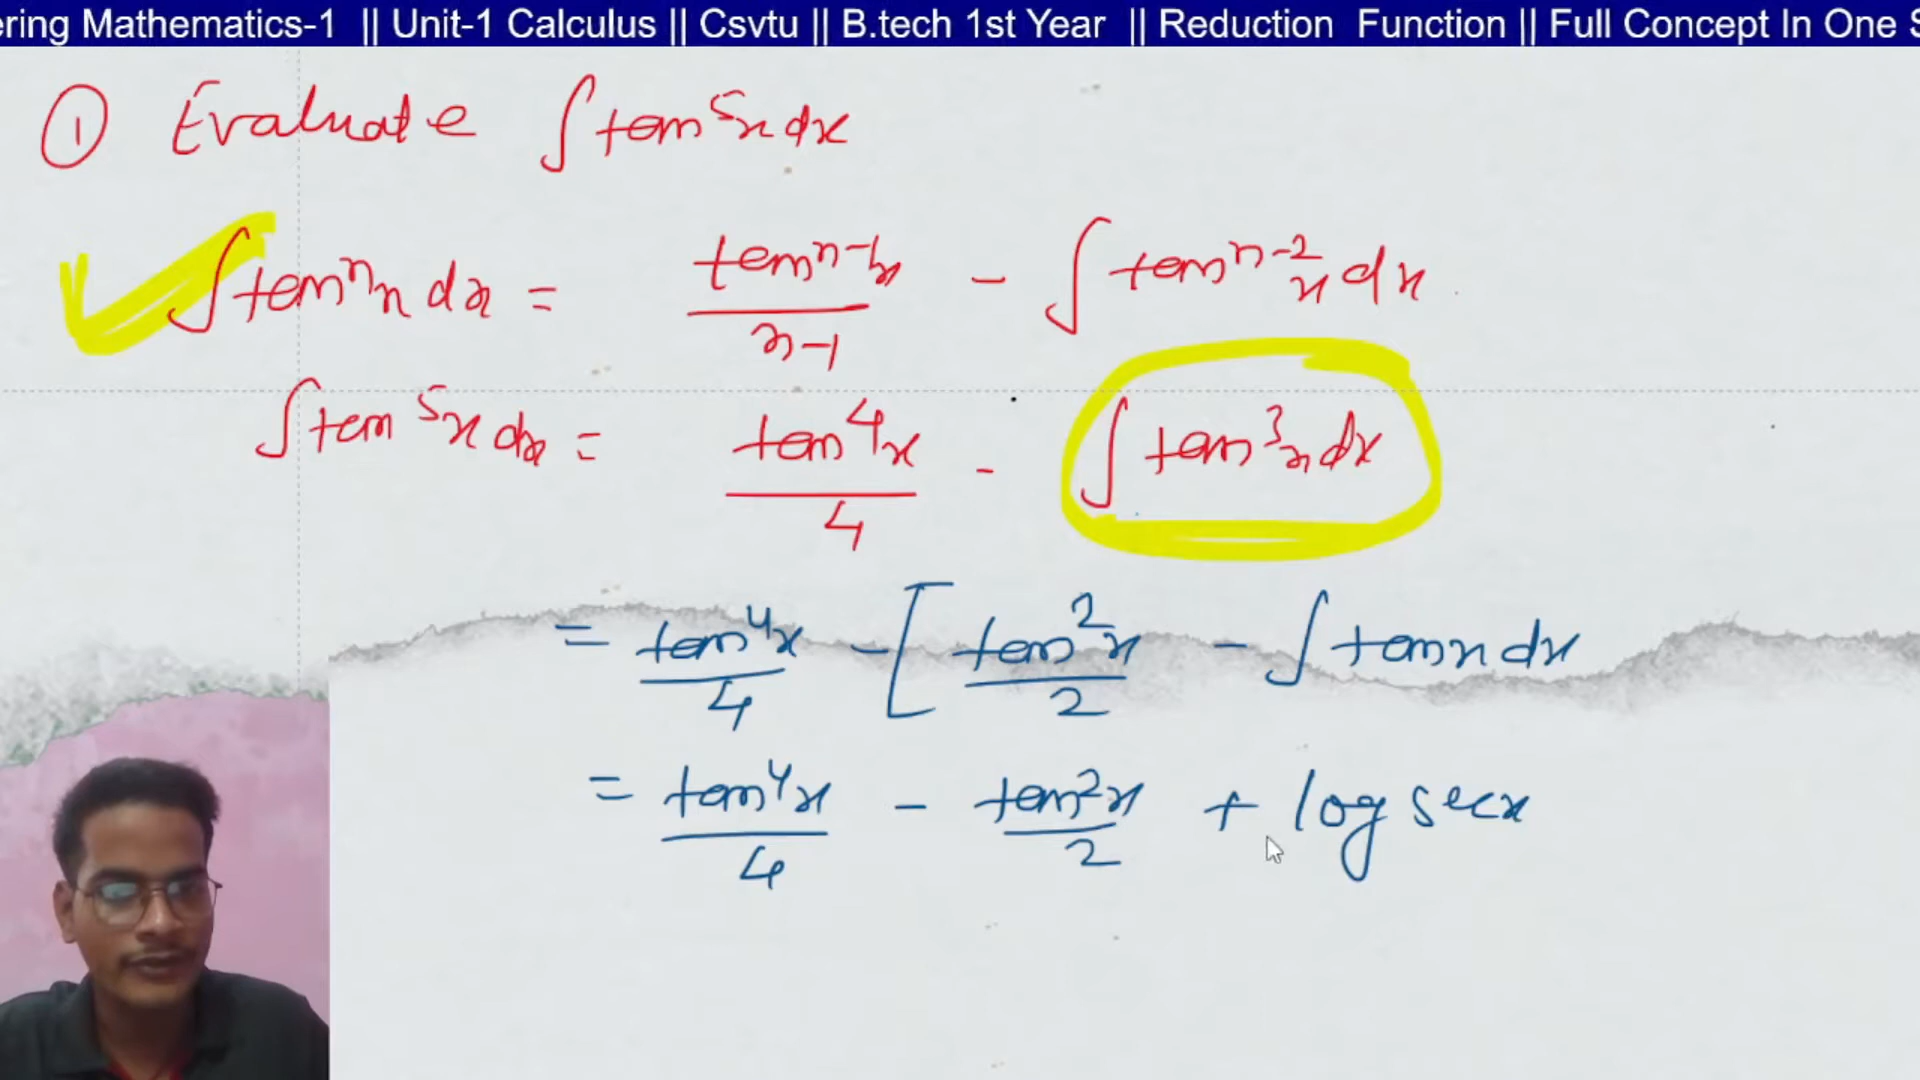 ering Mathematics-1 || Unit-1 Calculus || Csvtu || B.tech 1st Year || Reduction Function || Full Concept In One S
① Evaluate ∫tan⁵x dx
∫tanⁿx dx = tanⁿ⁻¹x / n-1 - ∫tanⁿ⁻²x dx
∫tan⁵x dx = tan⁴x / 4 - ∫tan³x dx
= tan⁴x / 4 - [ tan²x / 2 - ∫tanx dx
= tan⁴x / 4 - tan²x / 2 + log secx